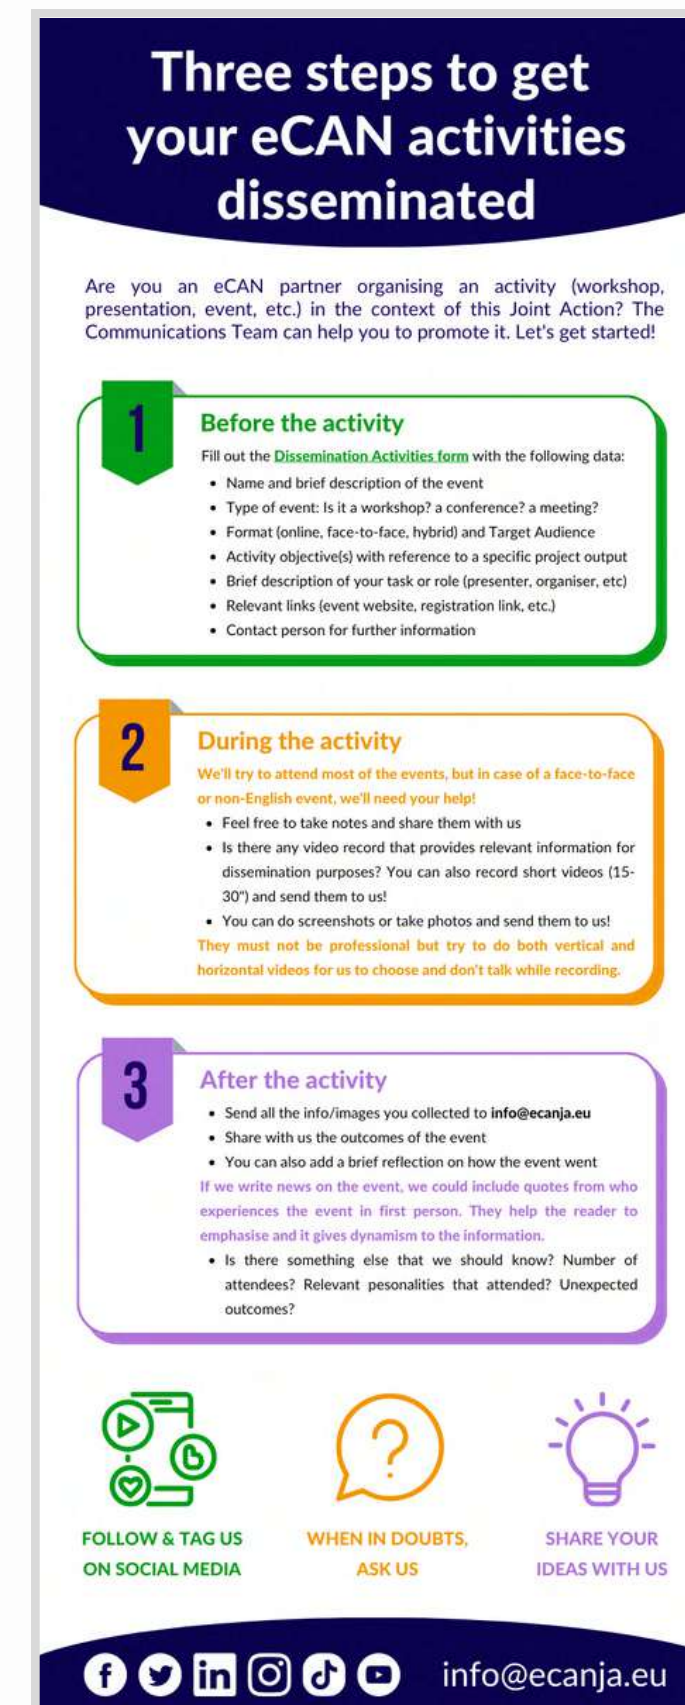 Three steps to get
your eCAN activities
disseminated
Are you an eCAN partner organising an activity (workshop,
presentation, event, etc.) in the context of this Joint Action? The
Communications Team can help you to promote it. Let's get started!
1
Before the activity
Fill out the Dissemination Activities form with the following data:
• Name and brief description of the event
• Type of event: Is it a workshop? a conference? a meeting?
• Format (online, face-to-face, hybrid) and Target Audience
• Activity objective(s) with reference to a specific project output
• Brief description of your task or role (presenter, organiser, etc)
• Relevant links (event website, registration link, etc.)
• Contact person for further information
2
During the activity
We'll try to attend most of the events, but in case of a face-to-face
or non-English event, we'll need your help!
• Feel free to take notes and share them with us
• Is there any video record that provides relevant information for
dissemination purposes? You can also record short videos (15-
30") and send them to us!
• You can do screenshots or take photos and send them to us!
They must not be professional but try to do both vertical and
horizontal videos for us to choose and don't talk while recording.
3
After the activity
• Send all the info/images you collected to info@ecanja.eu
• Share with us the outcomes of the event
• You can also add a brief reflection on how the event went
If we write news on the event, we could include quotes from who
experiences the event in first person. They help the reader to
emphasise and it gives dynamism to the information.
• Is there something else that we should know? Number of
attendees? Relevant pesonalities that attended? Unexpected
outcomes?
FOLLOW & TAG US
ON SOCIAL MEDIA
WHEN IN DOUBTS,
ASK US
SHARE YOUR
IDEAS WITH US
info@ecanja.eu